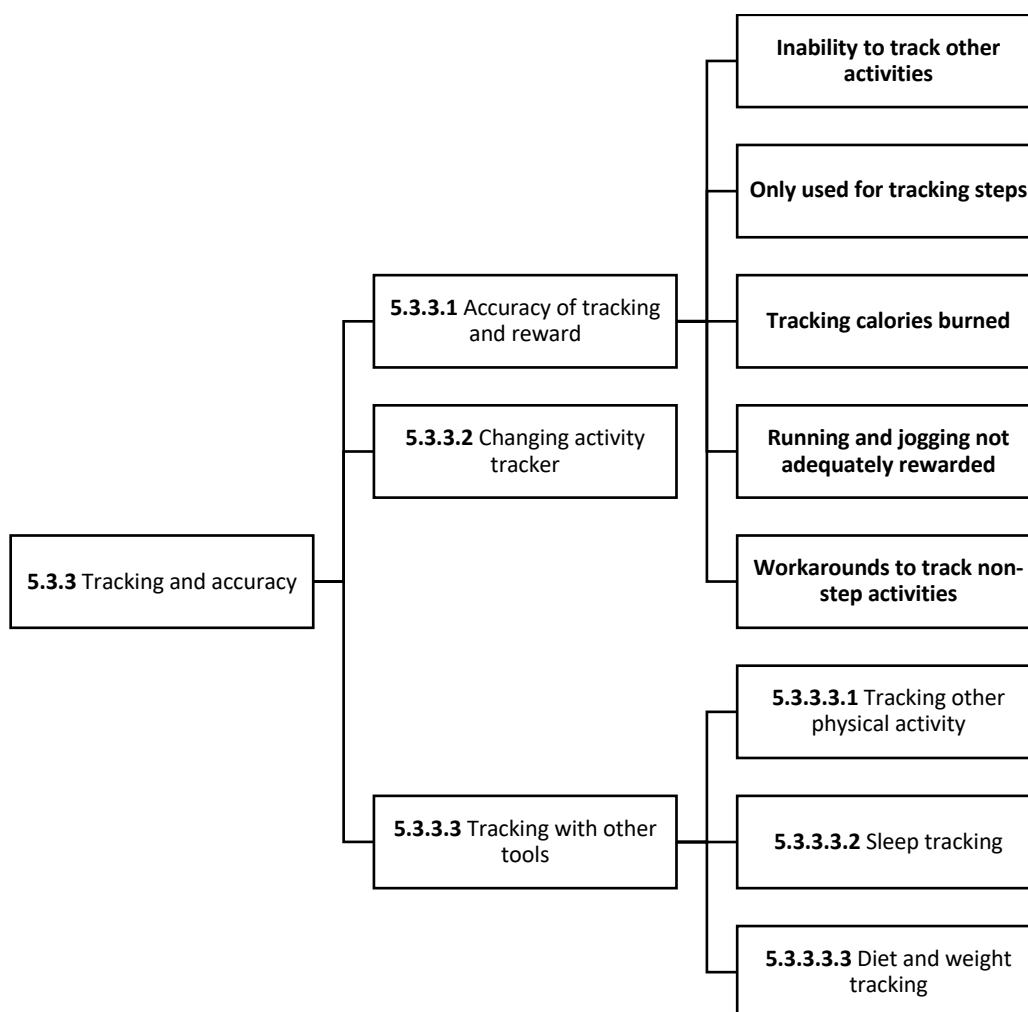 Inability to track other
activities
Only used for tracking steps
5.3.3.1 Accuracy of tracking
and reward
Tracking calories burned
5.3.3.2 Changing activity
tracker
Running and jogging not
adequately rewarded
5.3.3 Tracking and accuracy
Workarounds to track non-
step activities
5.3.3.3.1 Tracking other
physical activity
5.3.3.3 Tracking with other
tools
5.3.3.3.2 Sleep tracking
5.3.3.3.3 Diet and weight
tracking